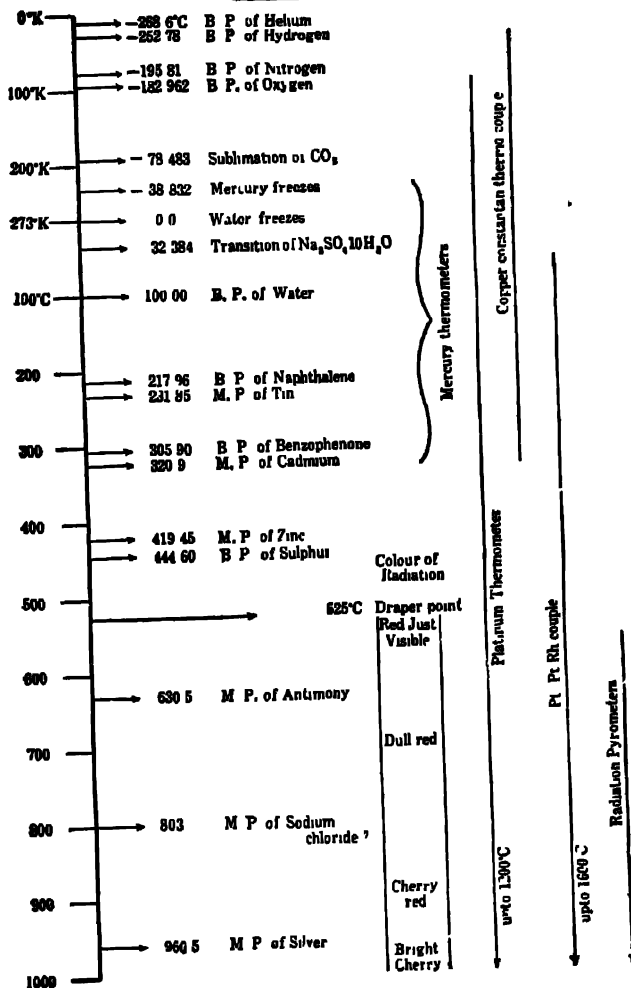 0°K
-268 6°C B P of Helium
-252 78 B P of Hydrogen
-195 81 B P of Nitrogen
100°K
-182 962 B P. of Oxygen
-78 483 Sublimation of CO₂
200°K
-38 832 Mercury freezes
273°K
0 0 Water freezes
32 384 Transition of Na₂SO₄10H₂O
100°C
100 00 B. P. of Water
200
217 96 B P of Naphthalene
231 85 M. P of Tin
300
305 90 B P of Benzophenone
320 9 M. P of Cadmium
400
419 45 M. P of Zinc
444 60 B P of Sulphur
Colour of
Radiation
500
525°C Draper point
Red Just
Visible
600
630 5 M P. of Antimony
Dull red
700
800
803 M P of Sodium
chloride
Cherry
red
900
960 5 M P of Silver
Bright
Cherry
1000
Mercury thermometers
Platinum Thermometer
upto 1200°C
Copper constantan thermo couple
Pt Pt Rh couple
upto 1600°C
Radiation Pyrometers